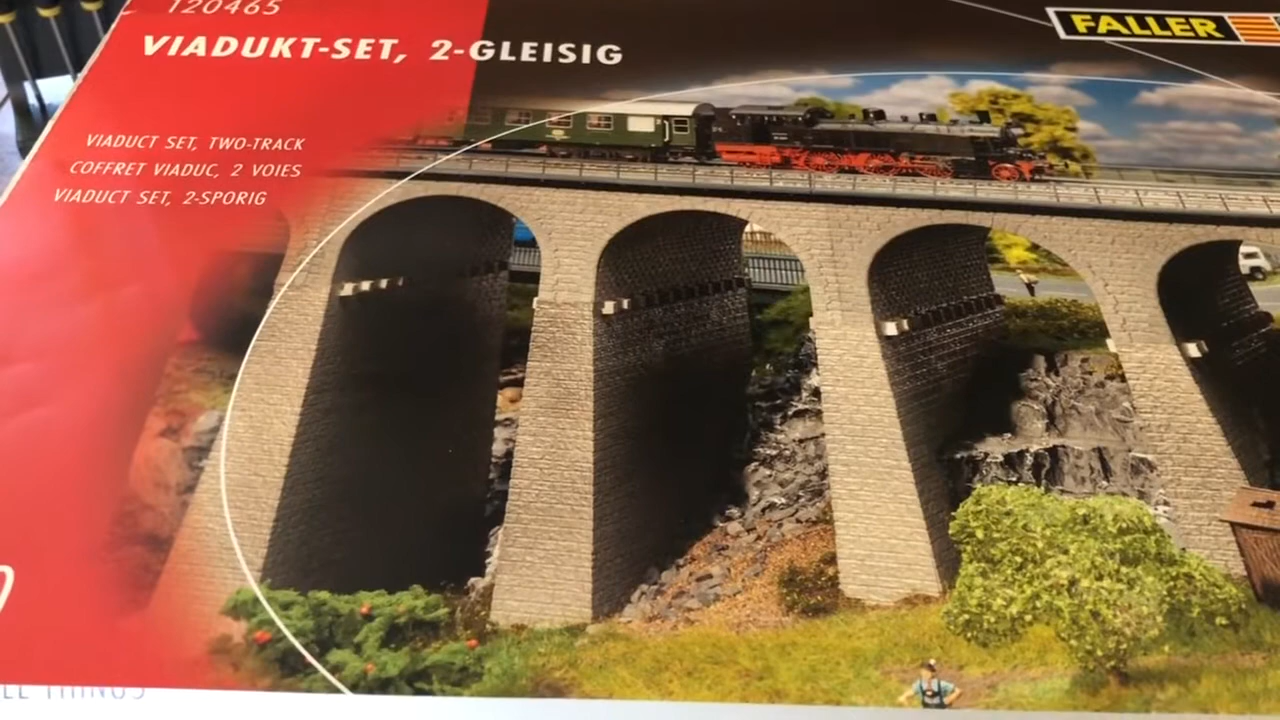 120465
VIADUKT-SET, 2-GLEISIG
FALLER
VIADUCT SET, TWO-TRACK
COFFRET VIADUC, 2 VOIES
VIADUCT SET, 2-SPORIG